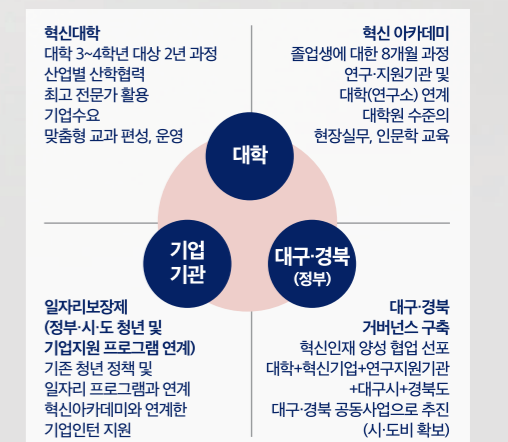 혁신대학
대학 3~4학년 대상 2년 과정
산업별 산학협력
최고 전문가 활용
기업수요
맞춤형 교과 편성, 운영
혁신 아카데미
졸업생에 대한 8개월 과정
연구·지원기관 및
대학(연구소) 연계
대학원 수준의
현장실무, 인문학 교육
대학
기업
기관
대구·경북
(정부)
일자리보장제
(정부·시·도 청년 및
기업지원 프로그램 연계)
기존 청년 정책 및
일자리 프로그램과 연계
혁신아카데미와 연계한
기업인턴 지원
대구·경북
거버넌스 구축
혁신인재 양성 협업 선포
대학+혁신기업+연구지원기관
+대구시+경북도
대구·경북 공동사업으로 추진
(시·도비 확보)